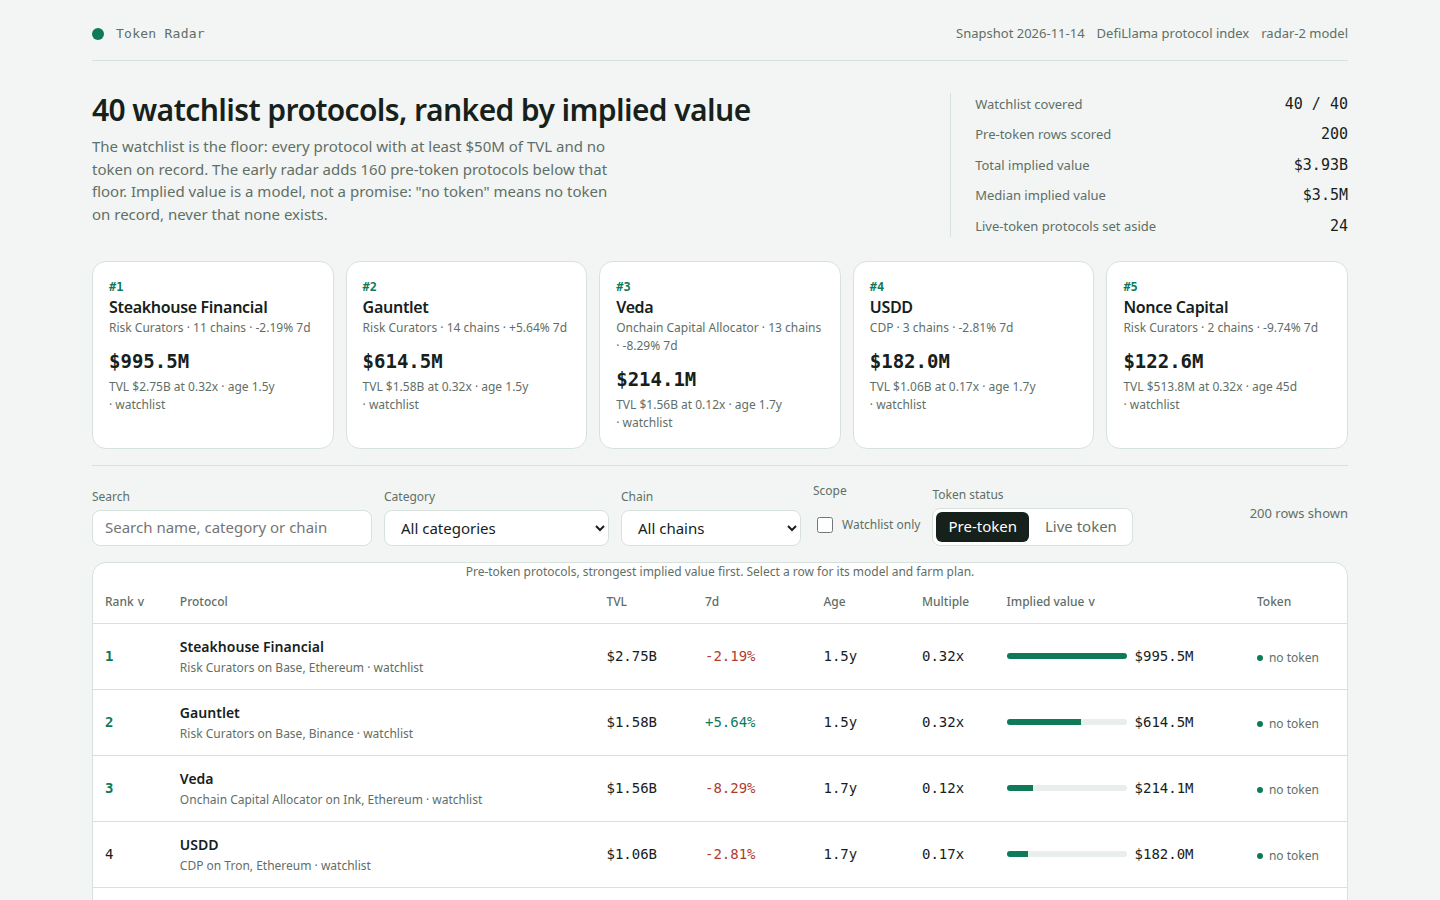 Token Radar
Snapshot 2026-11-14 DefiLlama protocol index radar-2 model
40 watchlist protocols, ranked by implied value
The watchlist is the floor: every protocol with at least $50M of TVL and no
token on record. The early radar adds 160 pre-token protocols below that
floor. Implied value is a model, not a promise: "no token" means no token
on record, never that none exists.
Watchlist covered 40 / 40
Pre-token rows scored 200
Total implied value $3.93B
Median implied value $3.5M
Live-token protocols set aside 24
#1
Steakhouse Financial
Risk Curators · 11 chains · -2.19% 7d
$995.5M
TVL $2.75B at 0.32x · age 1.5y
· watchlist
#2
Gauntlet
Risk Curators · 14 chains · +5.64% 7d
$614.5M
TVL $1.58B at 0.32x · age 1.5y
· watchlist
#3
Veda
Onchain Capital Allocator · 13 chains
· -8.29% 7d
$214.1M
TVL $1.56B at 0.12x · age 1.7y
· watchlist
#4
USDD
CDP · 3 chains · -2.81% 7d
$182.0M
TVL $1.06B at 0.17x · age 1.7y
· watchlist
#5
Nonce Capital
Risk Curators · 2 chains · -9.74% 7d
$122.6M
TVL $513.8M at 0.32x · age 45d
· watchlist
Search Category Chain Scope Token status
Search name, category or chain All categories All chains Watchlist only Pre-token Live token 200 rows shown
Pre-token protocols, strongest implied value first. Select a row for its model and farm plan.
Rank v Protocol TVL 7d Age Multiple Implied value v Token
1 Steakhouse Financial $2.75B -2.19% 1.5y 0.32x $995.5M no token
Risk Curators on Base, Ethereum · watchlist
2 Gauntlet $1.58B +5.64% 1.5y 0.32x $614.5M no token
Risk Curators on Base, Binance · watchlist
3 Veda $1.56B -8.29% 1.7y 0.12x $214.1M no token
Onchain Capital Allocator on Ink, Ethereum · watchlist
4 USDD $1.06B -2.81% 1.7y 0.17x $182.0M no token
CDP on Tron, Ethereum · watchlist